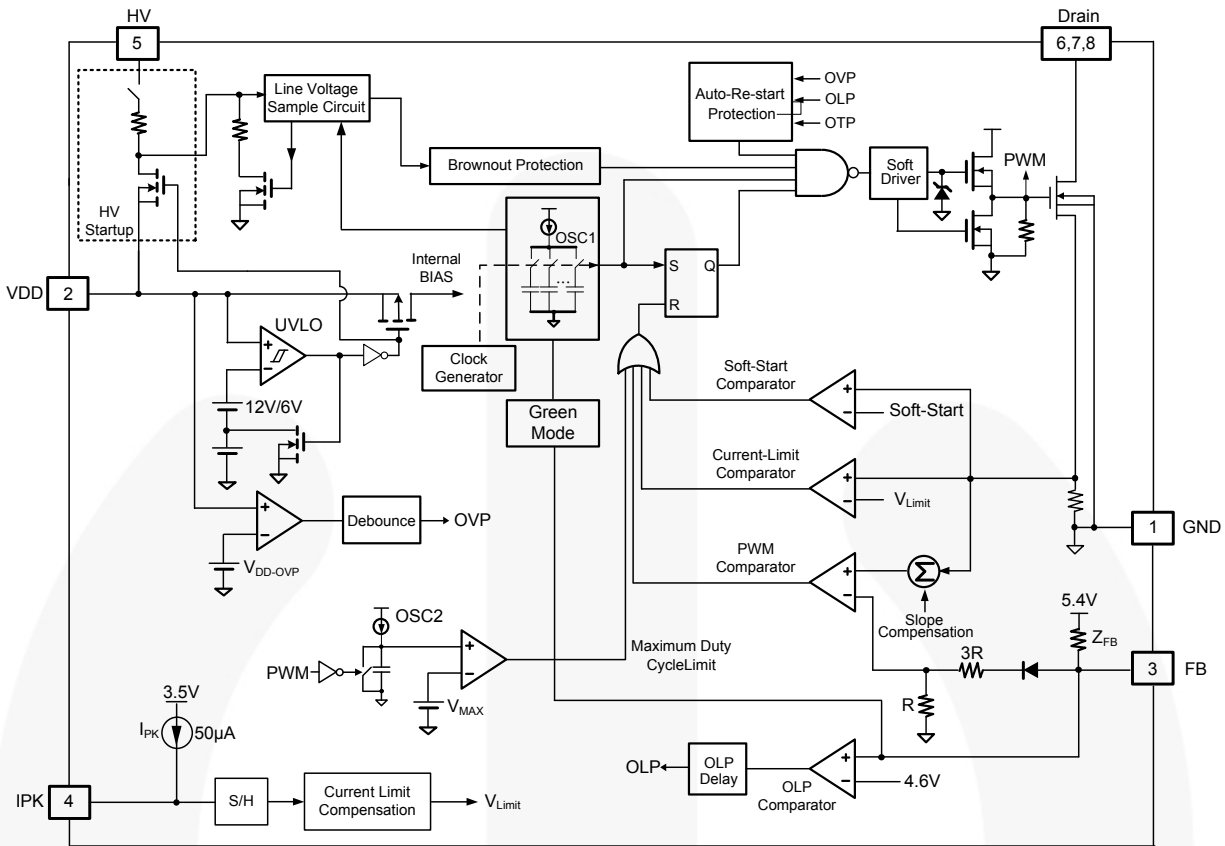 HV
5
Drain
6,7,8
Line Voltage
Sample Circuit
Auto-Re-start
Protection
OVP
OLP
OTP
Brownout Protection
Soft
Driver
PWM
HV
Startup
OSC1
...
Internal
BIAS
S
Q
R
VDD
2
UVLO
+
−
12V/6V
Clock
Generator
Green
Mode
Soft-Start
Comparator
+
−
Soft-Start
Current-Limit
Comparator
+
−
VLimit
1
GND
+
−
Debounce
OVP
VDD-OVP
PWM
Comparator
+
−
Σ
Slope
Compensation
5.4V
ZFB
3R
3
FB
R
OSC2
PWM
+
−
VMAX
Maximum Duty
CycleLimit
3.5V
IPK
50μA
OLP
OLP
Delay
+
−
4.6V
OLP
Comparator
IPK
4
S/H
Current Limit
Compensation
VLimit